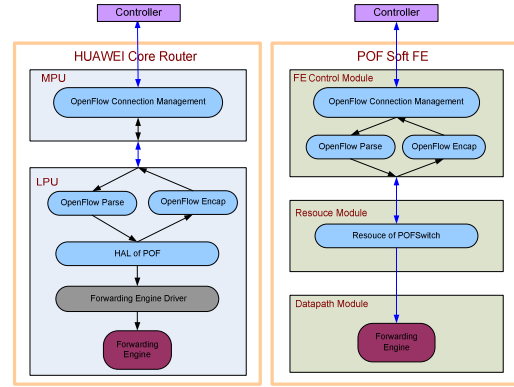 Controller
HUAWEI Core Router
MPU
OpenFlow Connection Management
LPU
OpenFlow Parse
OpenFlow Encap
HAL of POF
Forwarding Engine Driver
Forwarding
Engine
Controller
POF Soft FE
FE Control Module
OpenFlow Connection Management
OpenFlow Parse
OpenFlow Encap
Resouce Module
Resouce of POFSwitch
Datapath Module
Forwarding
Engine